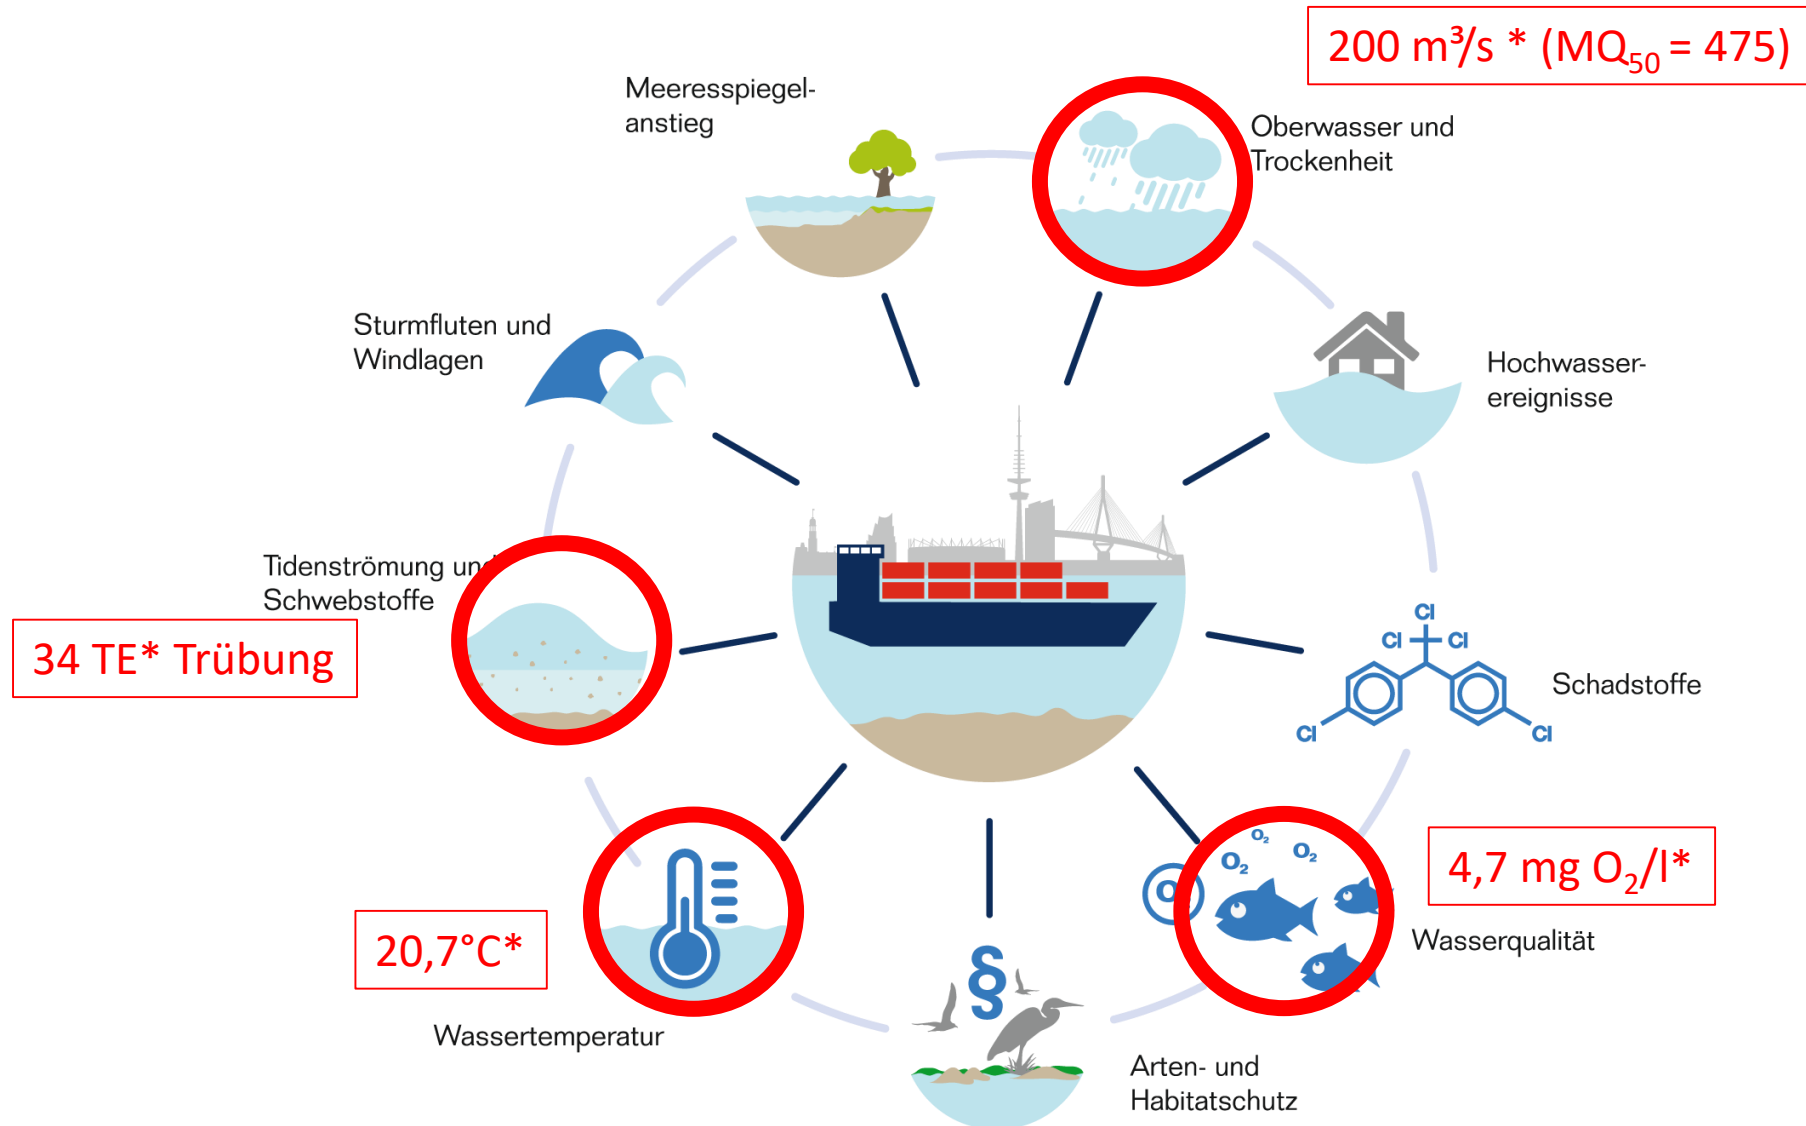 200 m³/s * (MQ₅₀ = 475)
Meeresspiegel-
anstieg
Oberwasser und
Trockenheit
Sturmfluten und
Windlagen
Hochwasser-
ereignisse
Tidenströmung und
Schwebstoffe
34 TE* Trübung
Cl
Cl
Cl
Cl
Cl
Schadstoffe
O₂
O₂
O₂
O
4,7 mg O₂/l*
Wasserqualität
20,7°C*
Wassertemperatur
§
Arten- und
Habitatschutz